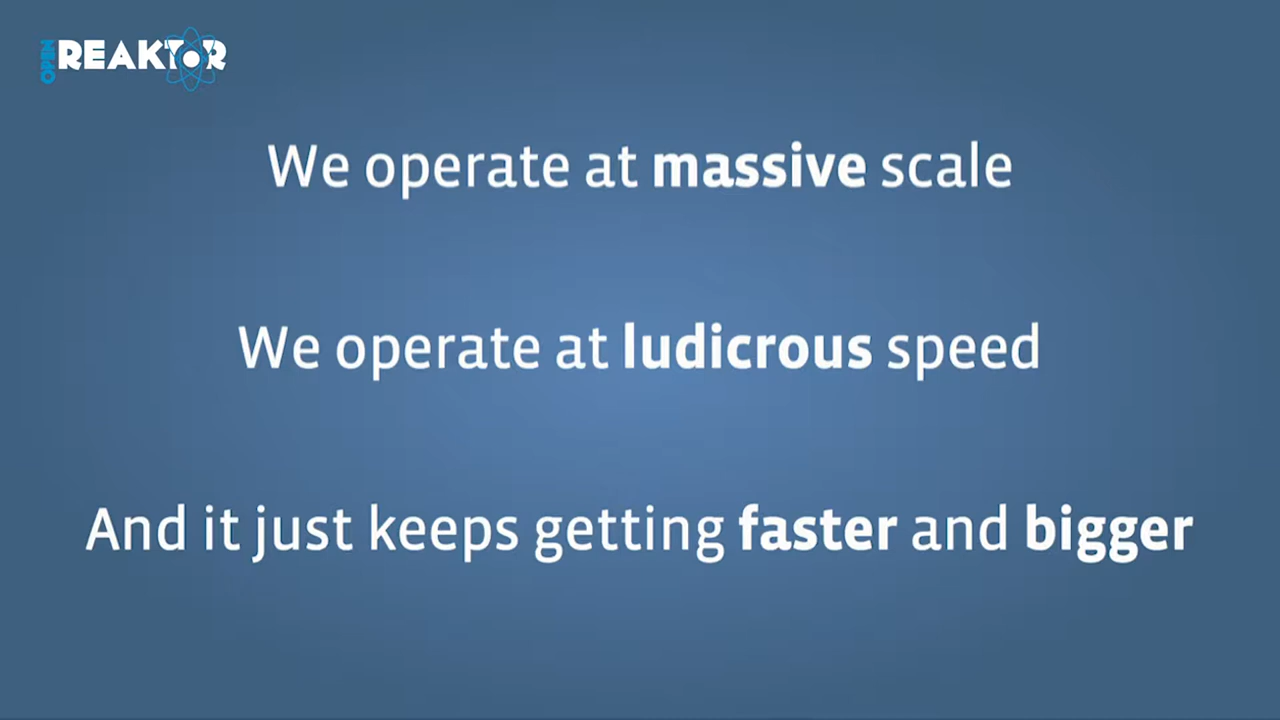 OPEN REAKTOR
We operate at massive scale
We operate at ludicrous speed
And it just keeps getting faster and bigger